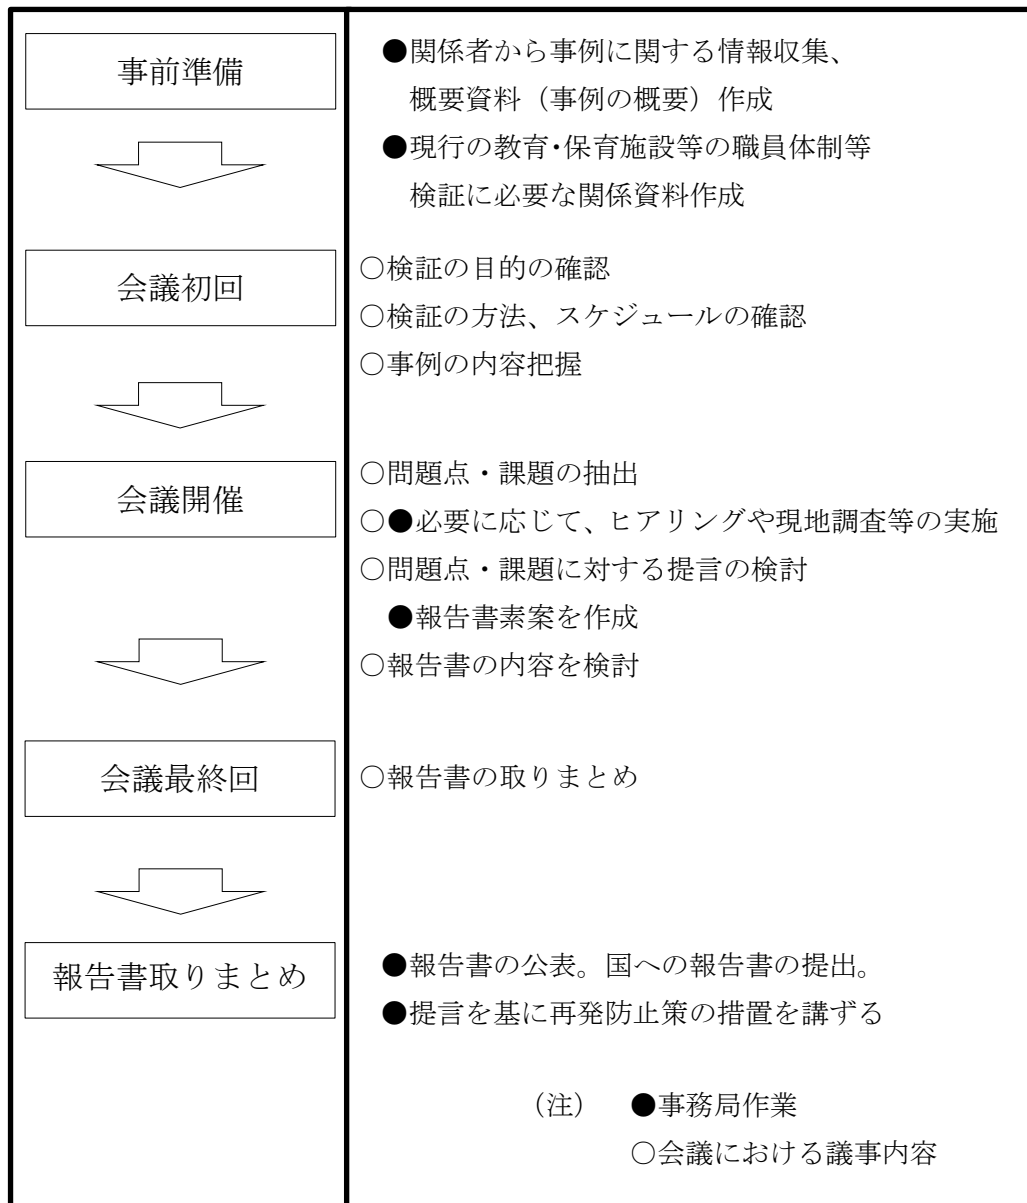 事前準備
●関係者から事例に関する情報収集、
概要資料（事例の概要）作成
●現行の教育・保育施設等の職員体制等
検証に必要な関係資料作成
会議初回
○検証の目的の確認
○検証の方法、スケジュールの確認
○事例の内容把握
会議開催
○問題点・課題の抽出
○●必要に応じて、ヒアリングや現地調査等の実施
○問題点・課題に対する提言の検討
●報告書素案を作成
○報告書の内容を検討
会議最終回
○報告書の取りまとめ
報告書取りまとめ
●報告書の公表。国への報告書の提出。
●提言を基に再発防止策の措置を講ずる
（注）　●事務局作業
○会議における議事内容